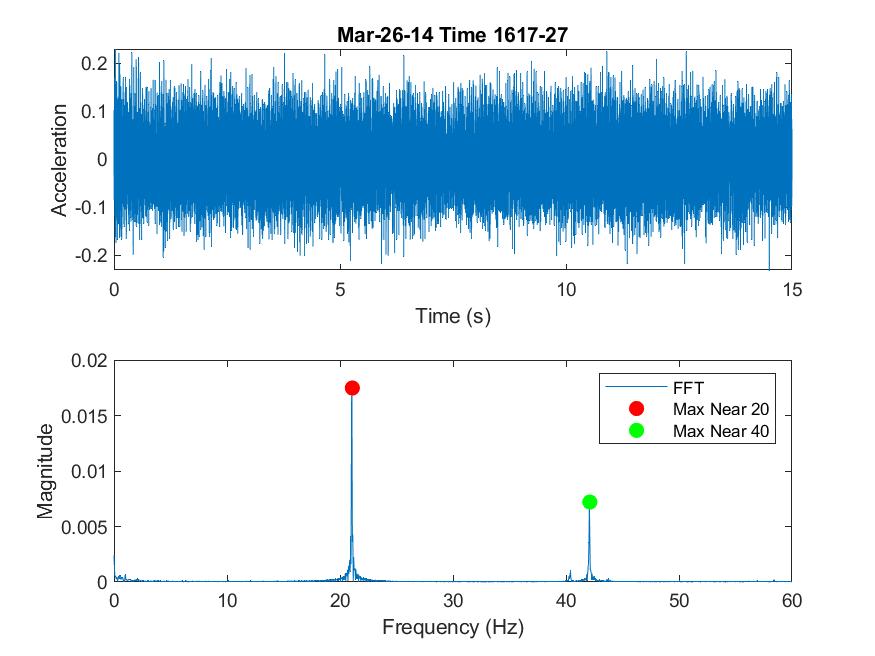 Mar-26-14 Time 1617-27
0.2
0.1
0
-0.1
-0.2
Acceleration
0 5 10 15
Time (s)
0.02
0.015
0.01
0.005
0
Magnitude
FFT
Max Near 20
Max Near 40
0 10 20 30 40 50 60
Frequency (Hz)